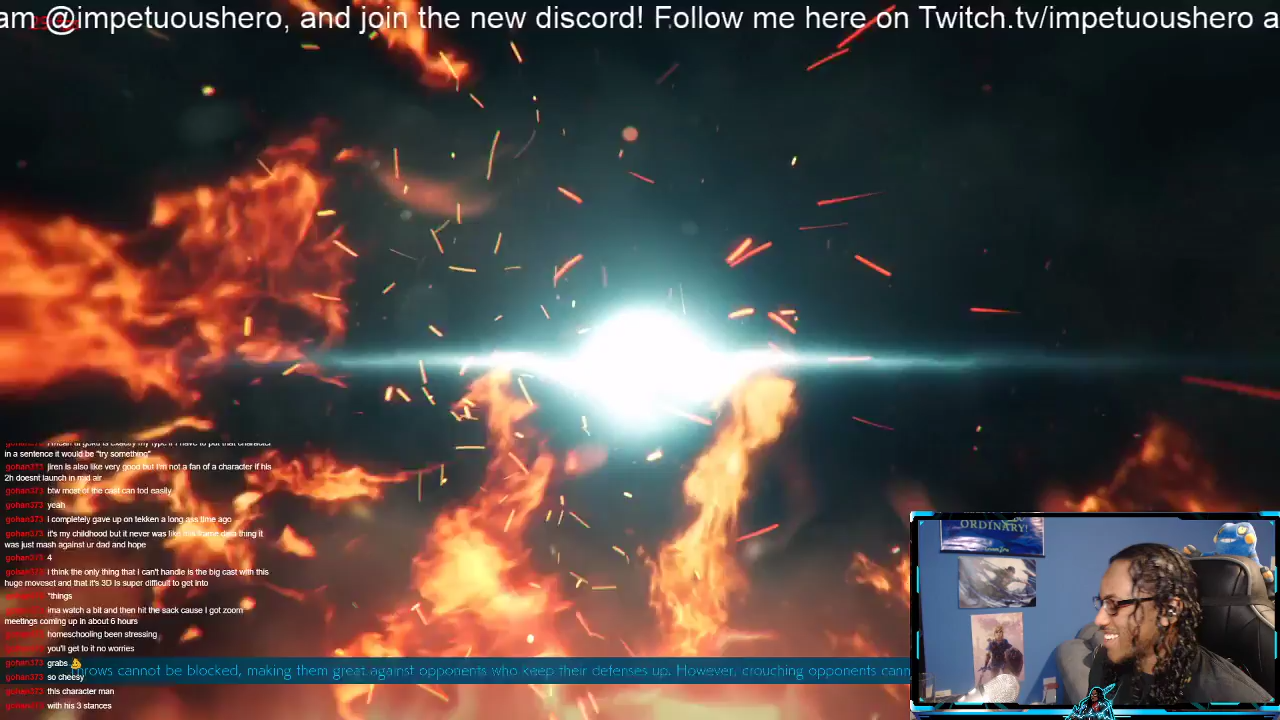 am @impetuoushero, and join the new discord! Follow me here on Twitch.tv/impetuoushero a
in a sentence it would be "try something"
gohan373 jiren is also like very good but I'm not a fan of a character if his
2h doesnt launch in mid air
gohan373 btw most of the cast can tod easily
gohan373 yeah
gohan373 i completely gave up on tekken a long ass time ago
gohan373 it's my childhood but it never was like this frame data thing it
was just mash against ur dad and hope
gohan373 4
gohan373 i think the only thing that I can't handle is the big cast with this
huge moveset and that it's 3D is super difficult to get into
gohan373 *things
gohan373 ima watch a bit and then hit the sack cause I got zoom
meetings coming up in about 6 hours
gohan373 homeschooling been stressing
gohan373 you'll get to it no worries
gohan373 grabs
gohan373 so cheesy
gohan373 this character man
gohan373 with his 3 stances
Throws cannot be blocked, making them great against opponents who keep their defenses up. However, crouching opponents cann
ORDINARY!